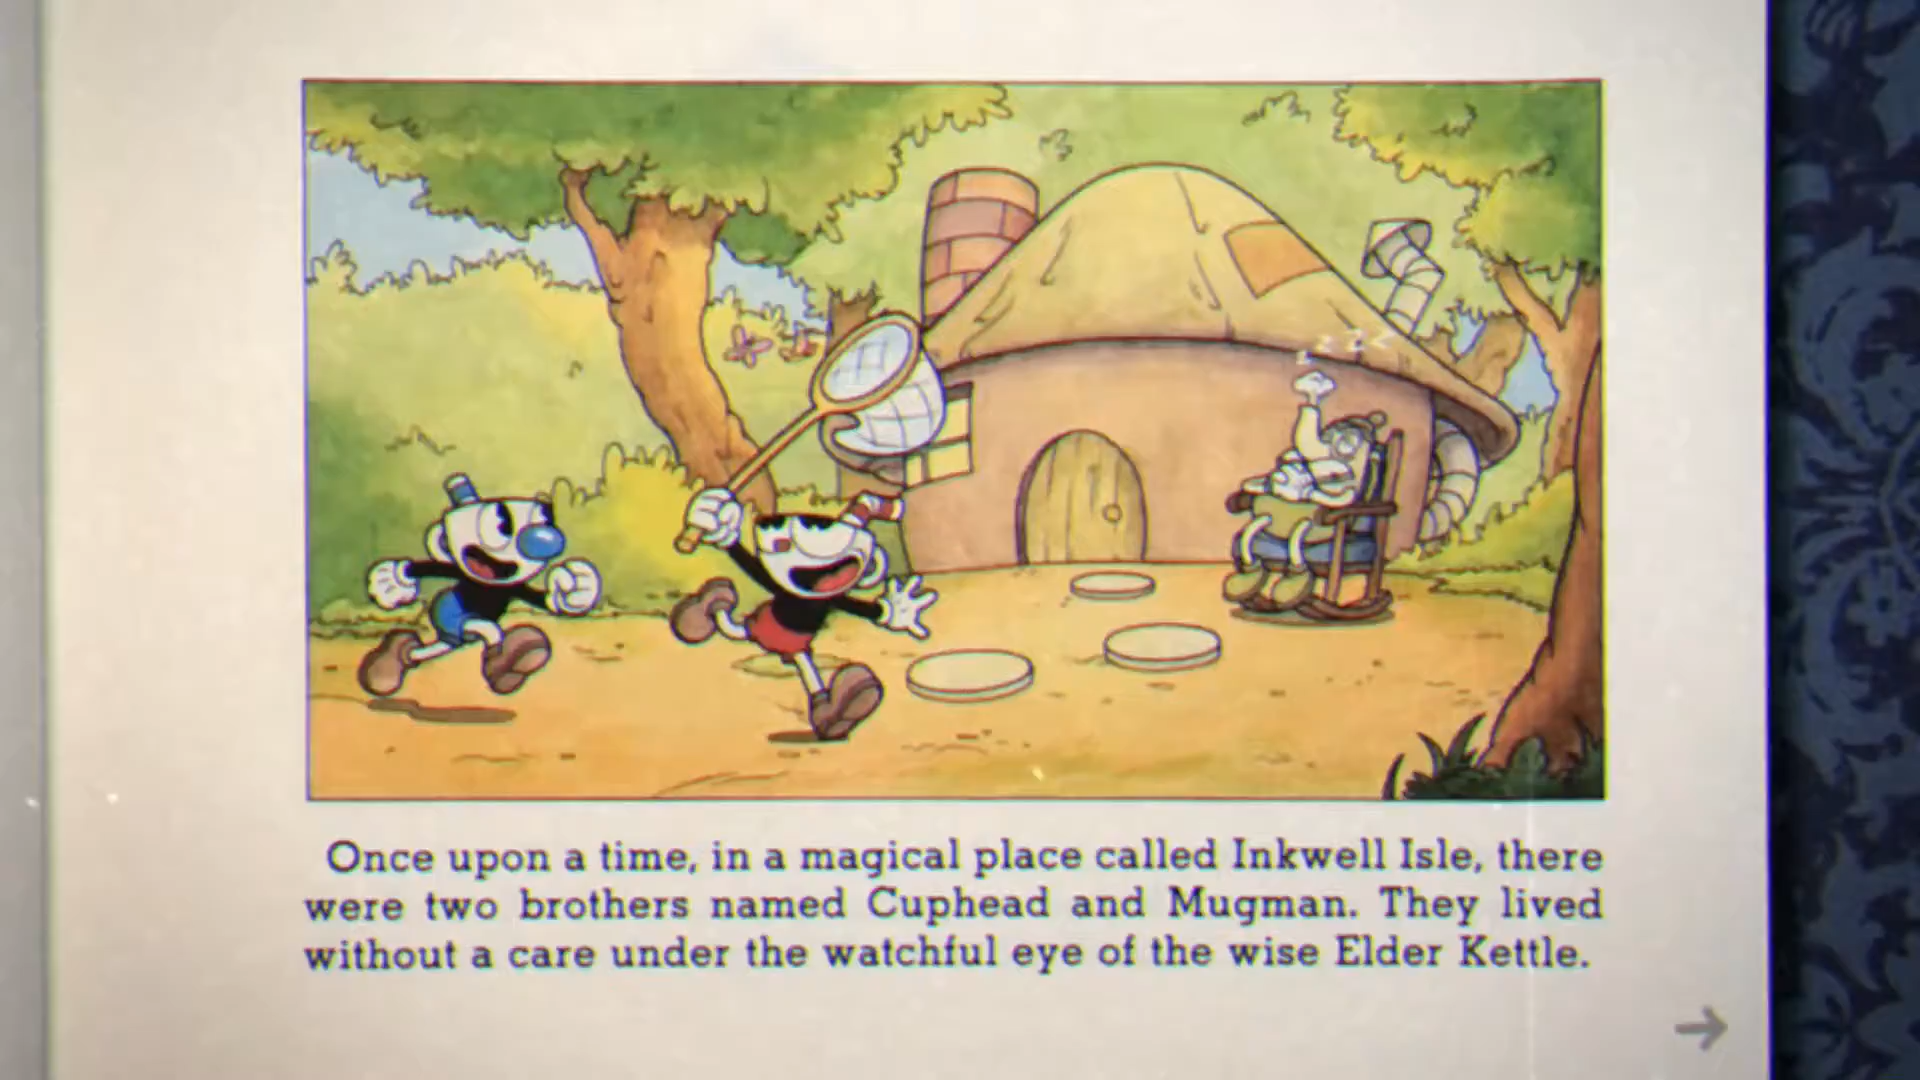 z z z z
Once upon a time, in a magical place called Inkwell Isle, there
were two brothers named Cuphead and Mugman. They lived
without a care under the watchful eye of the wise Elder Kettle.